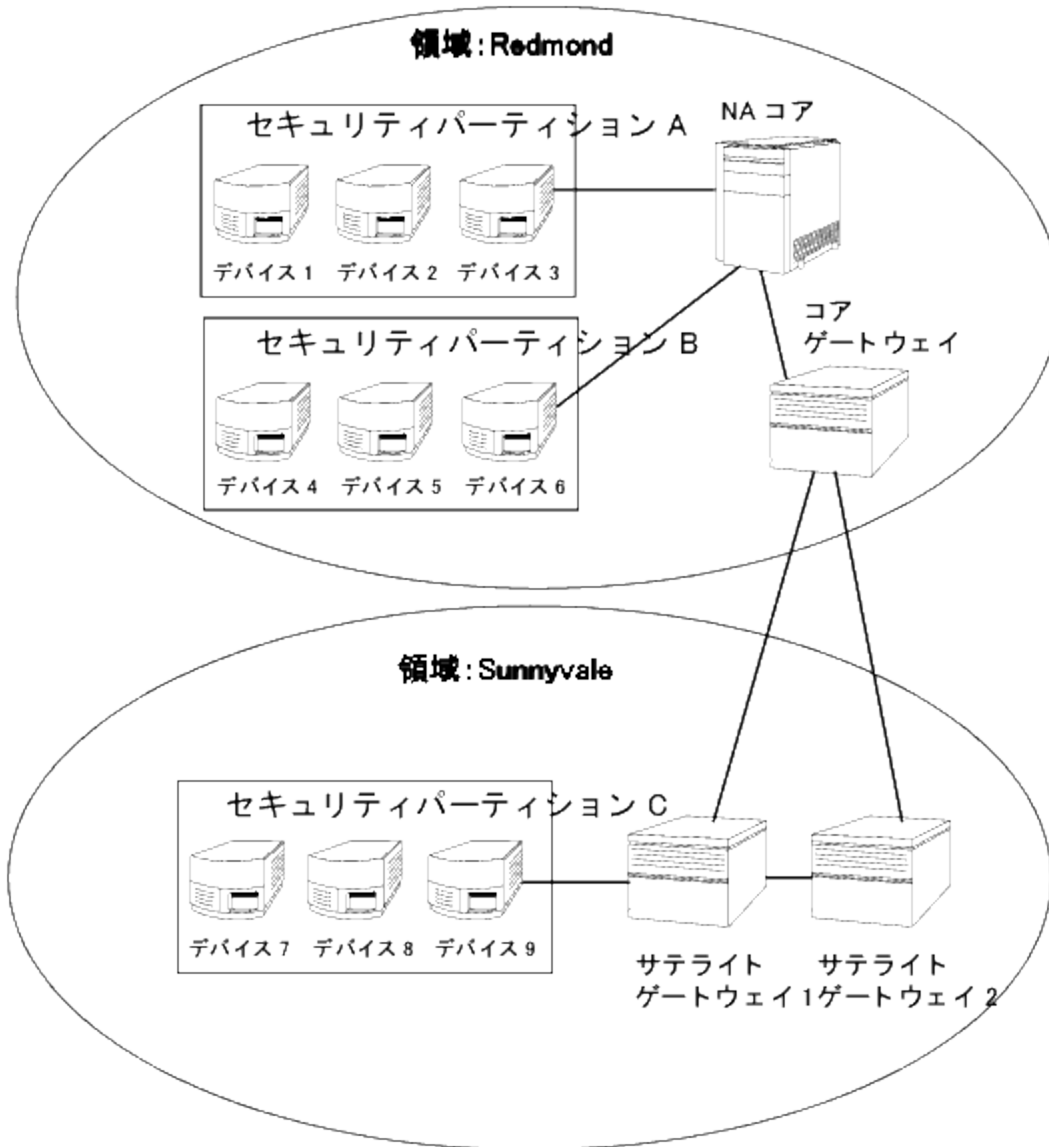 領域:Redmond
セキュリティパーティション A
NA コア
デバイス 1
デバイス 2
デバイス 3
コア
ゲートウェイ
セキュリティパーティション B
デバイス 4
デバイス 5
デバイス 6
領域:Sunnyvale
セキュリティパーティション C
デバイス 7
デバイス 8
デバイス 9
サテライト
ゲートウェイ 1
サテライト
ゲートウェイ 2